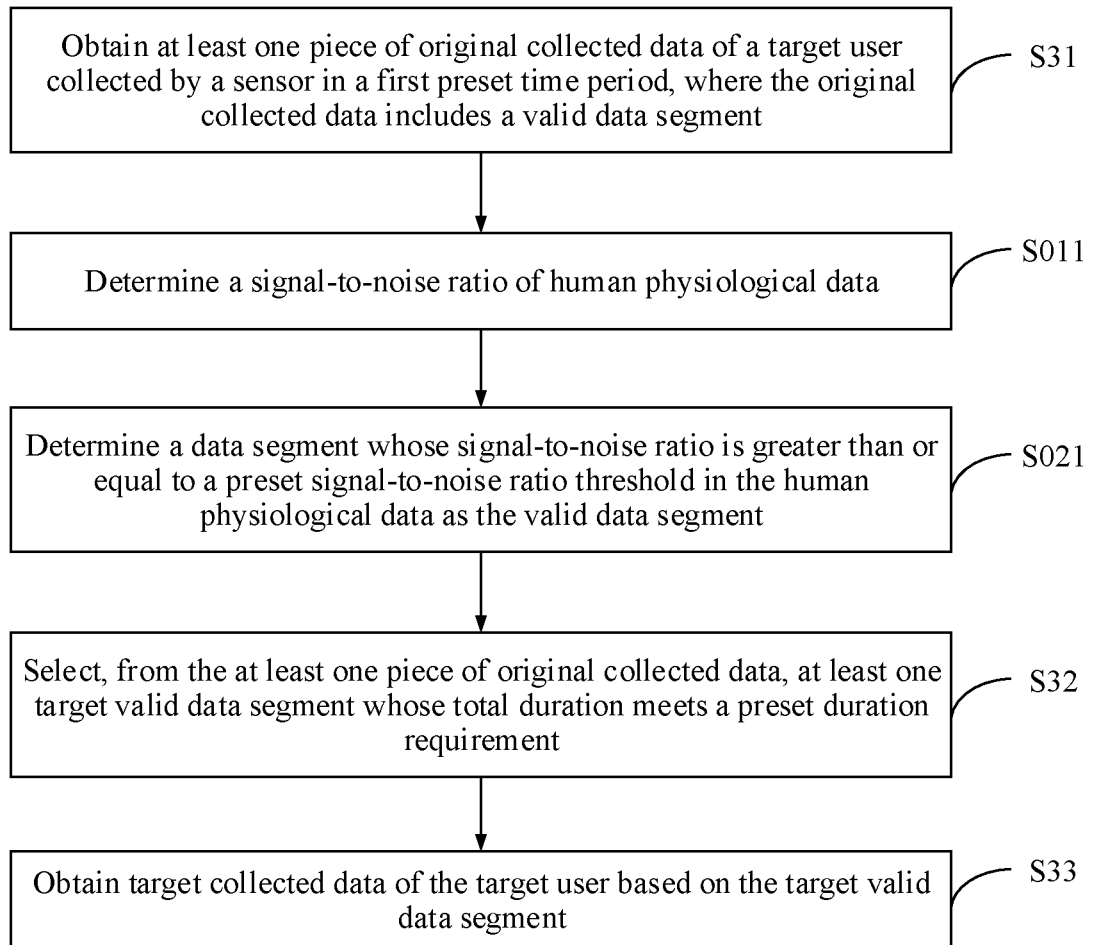 Obtain at least one piece of original collected data of a target user
collected by a sensor in a first preset time period, where the original
collected data includes a valid data segment
S31
Determine a signal-to-noise ratio of human physiological data
S011
Determine a data segment whose signal-to-noise ratio is greater than or
equal to a preset signal-to-noise ratio threshold in the human
physiological data as the valid data segment
S021
Select, from the at least one piece of original collected data, at least one
target valid data segment whose total duration meets a preset duration
requirement
S32
Obtain target collected data of the target user based on the target valid
data segment
S33